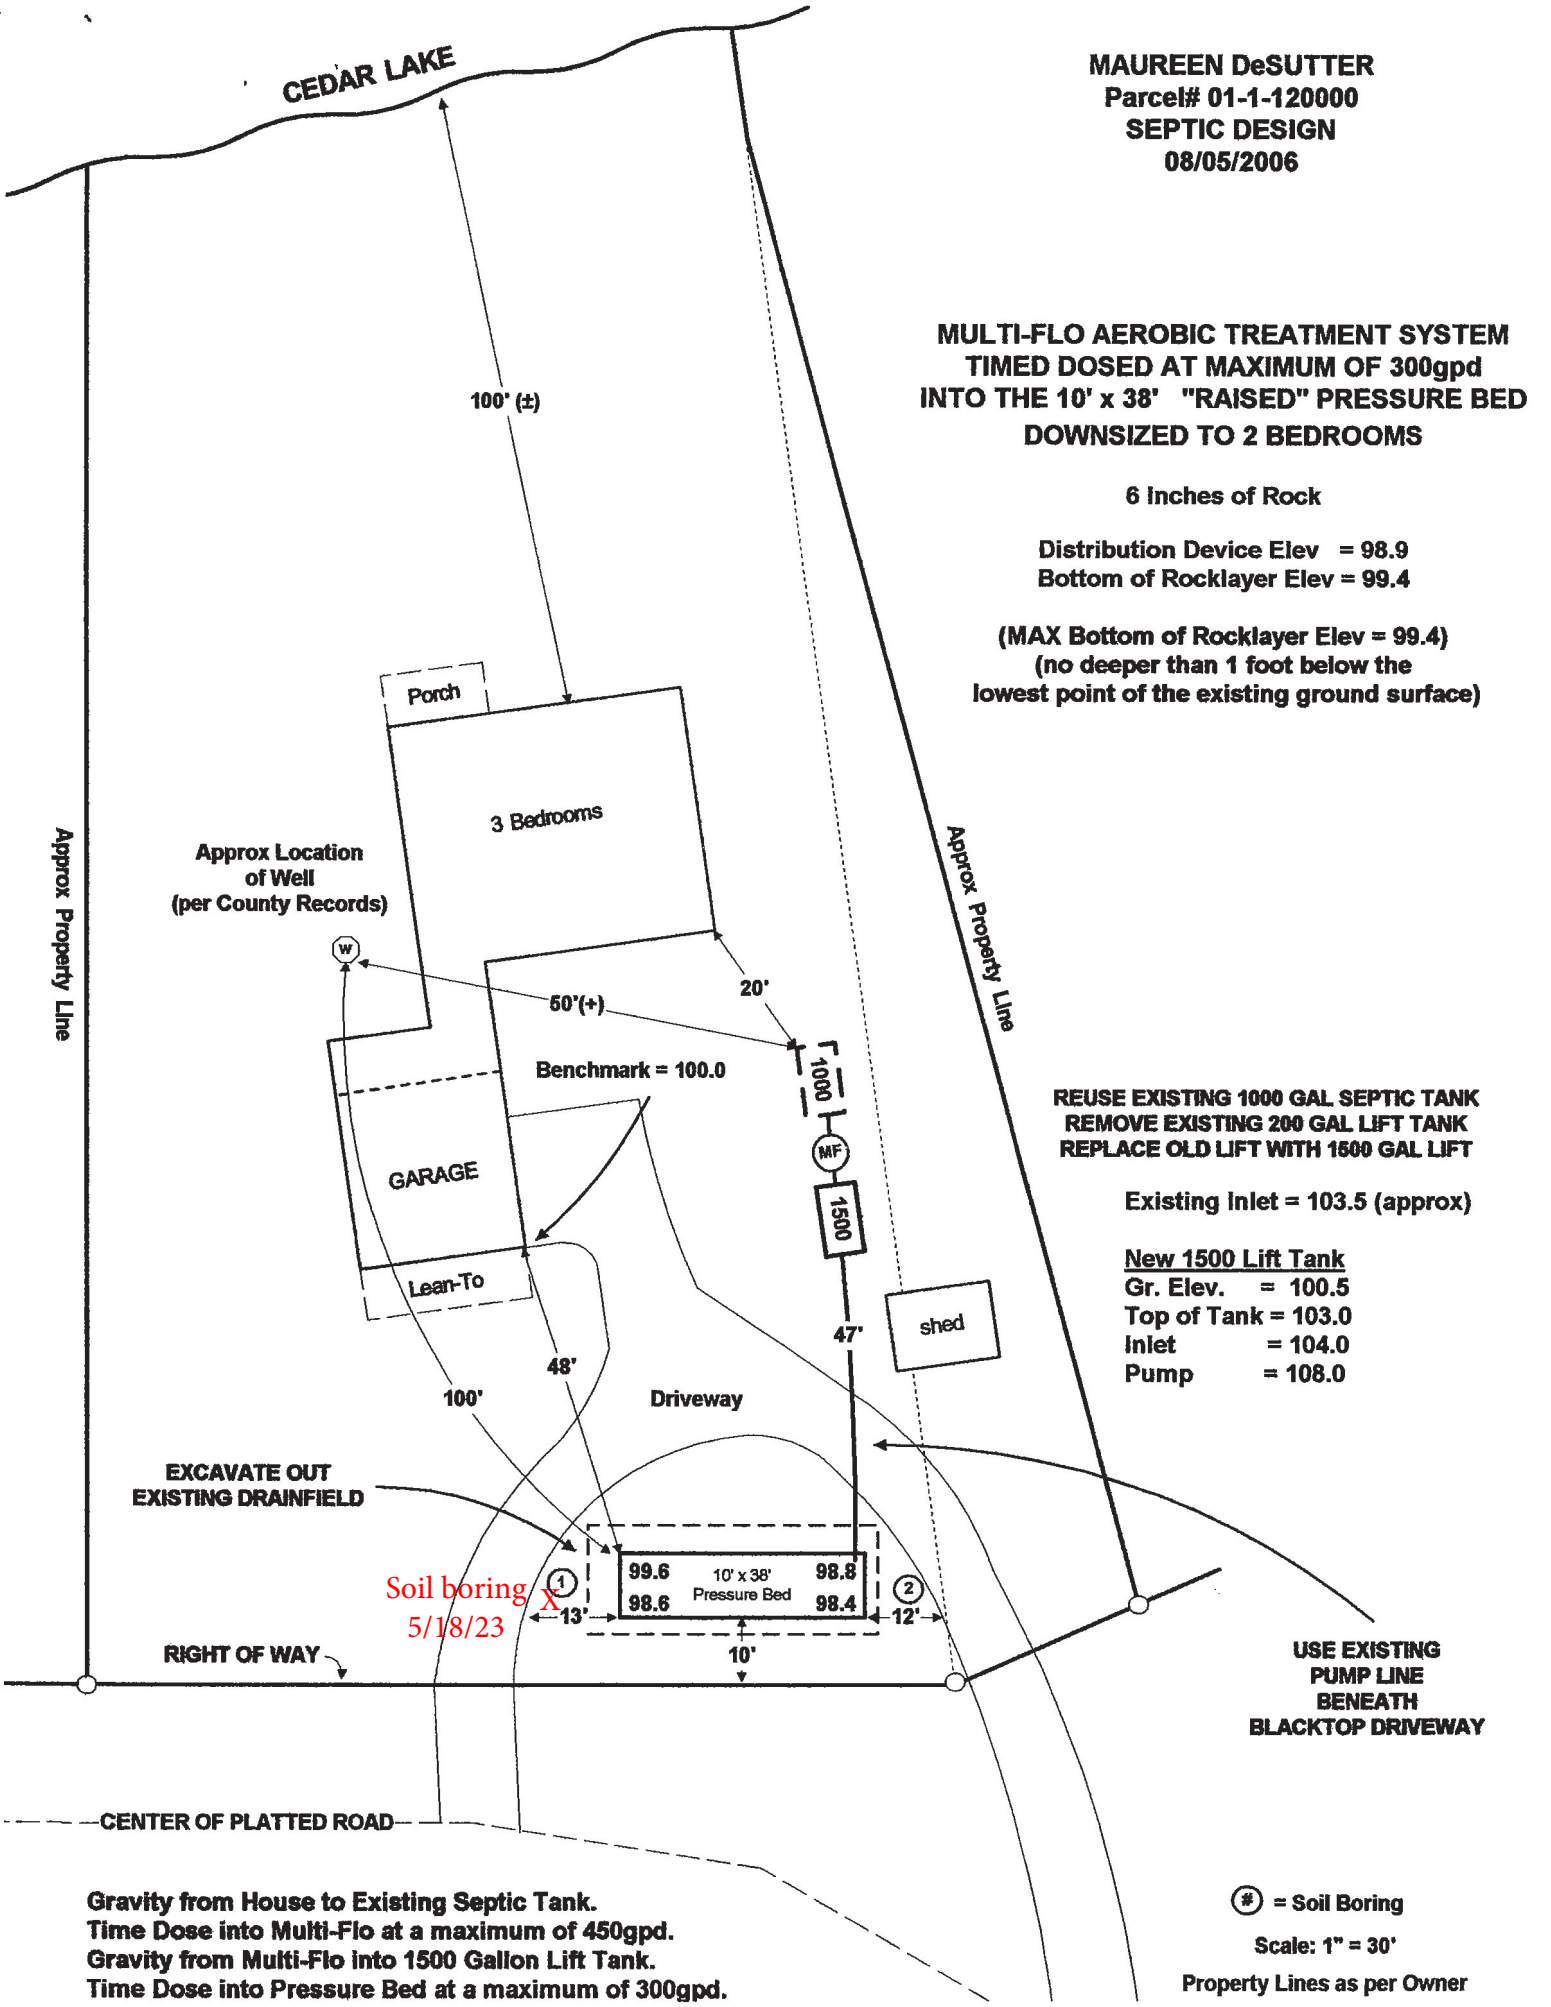 CEDAR LAKE
MAUREEN DeSUTTER
Parcel# 01-1-120000
SEPTIC DESIGN
08/05/2006
MULTI-FLO AEROBIC TREATMENT SYSTEM
TIMED DOSED AT MAXIMUM OF 300gpd
INTO THE 10' x 38' "RAISED" PRESSURE BED
DOWNSIZED TO 2 BEDROOMS
6 Inches of Rock
Distribution Device Elev = 98.9
Bottom of Rocklayer Elev = 99.4
(MAX Bottom of Rocklayer Elev = 99.4)
(no deeper than 1 foot below the
lowest point of the existing ground surface)
100' (±)
Porch
3 Bedrooms
Approx Property Line
Approx Location
of Well
(per County Records)
W
50'(+)
20'
Approx Property Line
Benchmark = 100.0
1000
MF
1500
GARAGE
Lean-To
REUSE EXISTING 1000 GAL SEPTIC TANK
REMOVE EXISTING 200 GAL LIFT TANK
REPLACE OLD LIFT WITH 1500 GAL LIFT
Existing Inlet = 103.5 (approx)
New 1500 Lift Tank
Gr. Elev. = 100.5
Top of Tank = 103.0
Inlet = 104.0
Pump = 108.0
shed
47'
48'
100'
Driveway
EXCAVATE OUT
EXISTING DRAINFIELD
99.6
98.6
10' x 38'
Pressure Bed
98.8
98.4
1
2
Soil boring X
5/18/23
13'
12'
10'
RIGHT OF WAY
USE EXISTING
PUMP LINE
BENEATH
BLACKTOP DRIVEWAY
CENTER OF PLATTED ROAD
Gravity from House to Existing Septic Tank.
Time Dose into Multi-Flo at a maximum of 450gpd.
Gravity from Multi-Flo into 1500 Gallon Lift Tank.
Time Dose into Pressure Bed at a maximum of 300gpd.
# = Soil Boring
Scale: 1" = 30'
Property Lines as per Owner